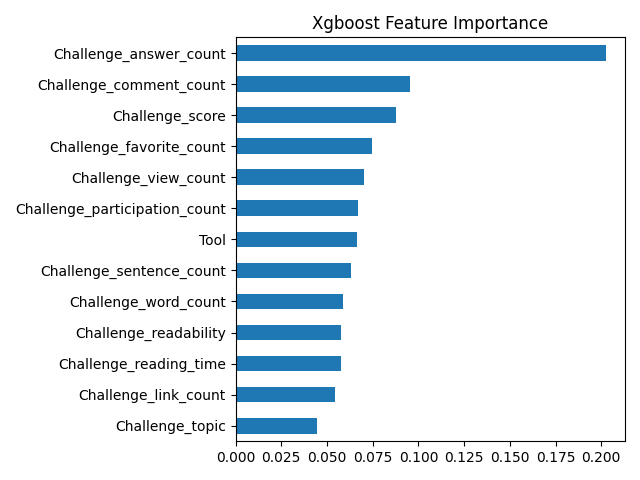 Xgboost Feature Importance
Challenge_answer_count
Challenge_comment_count
Challenge_score
Challenge_favorite_count
Challenge_view_count
Challenge_participation_count
Tool
Challenge_sentence_count
Challenge_word_count
Challenge_readability
Challenge_reading_time
Challenge_link_count
Challenge_topic
0.000 0.025 0.050 0.075 0.100 0.125 0.150 0.175 0.200